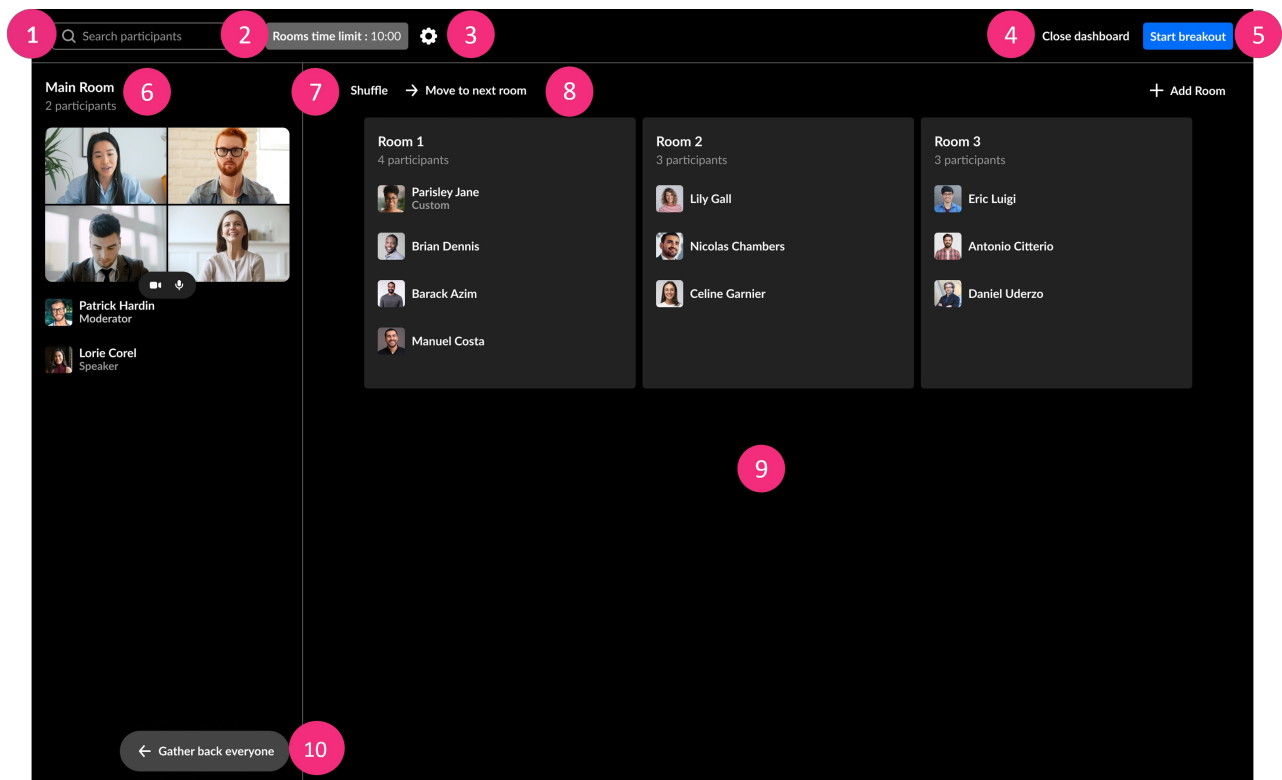 1
Search participants
2
Rooms time limit : 10:00
3
4
Close dashboard
Start breakout
5
Main Room
2 participants
6
7
Shuffle
→ Move to next room
8
+ Add Room
Room 1
4 participants
Parisley Jane
Custom
Brian Dennis
Barack Azim
Manuel Costa
Room 2
3 participants
Lily Gall
Nicolas Chambers
Celine Garnier
Room 3
3 participants
Eric Luigi
Antonio Citterio
Daniel Uderzo
Patrick Hardin
Moderator
Lorie Corel
Speaker
9
← Gather back everyone
10